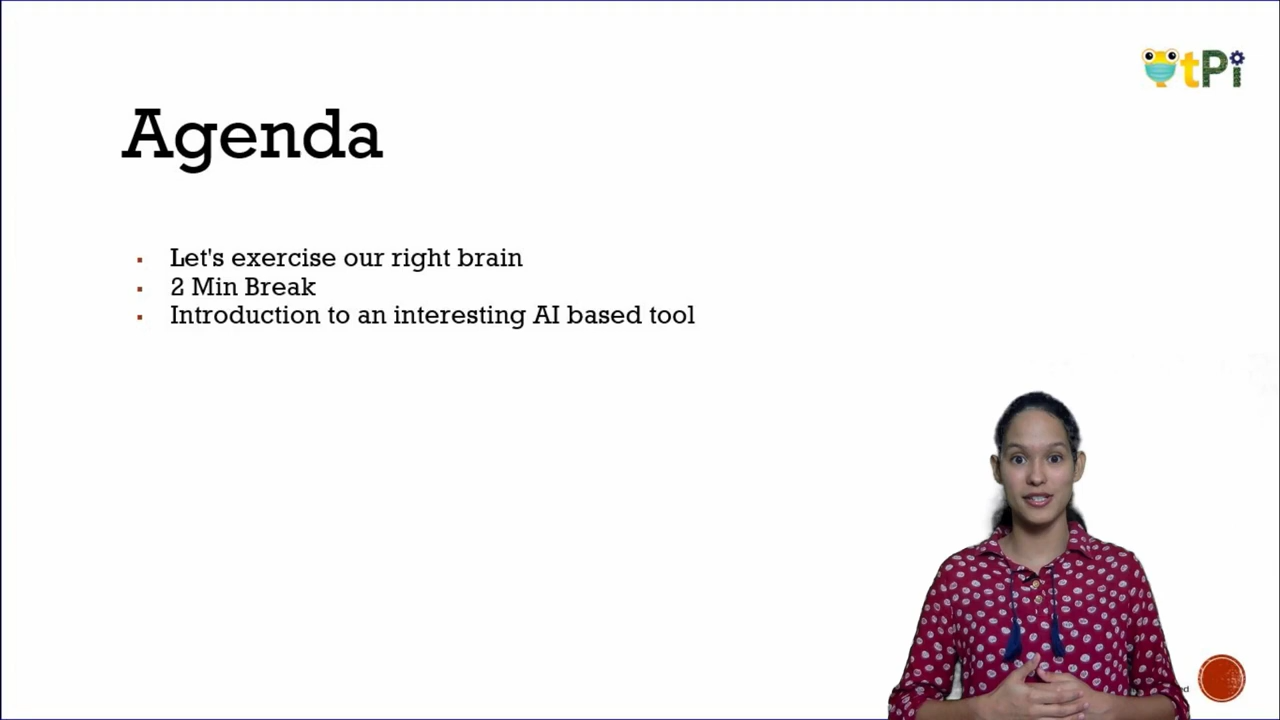 tPi
Agenda
Let's exercise our right brain
2 Min Break
Introduction to an interesting AI based tool